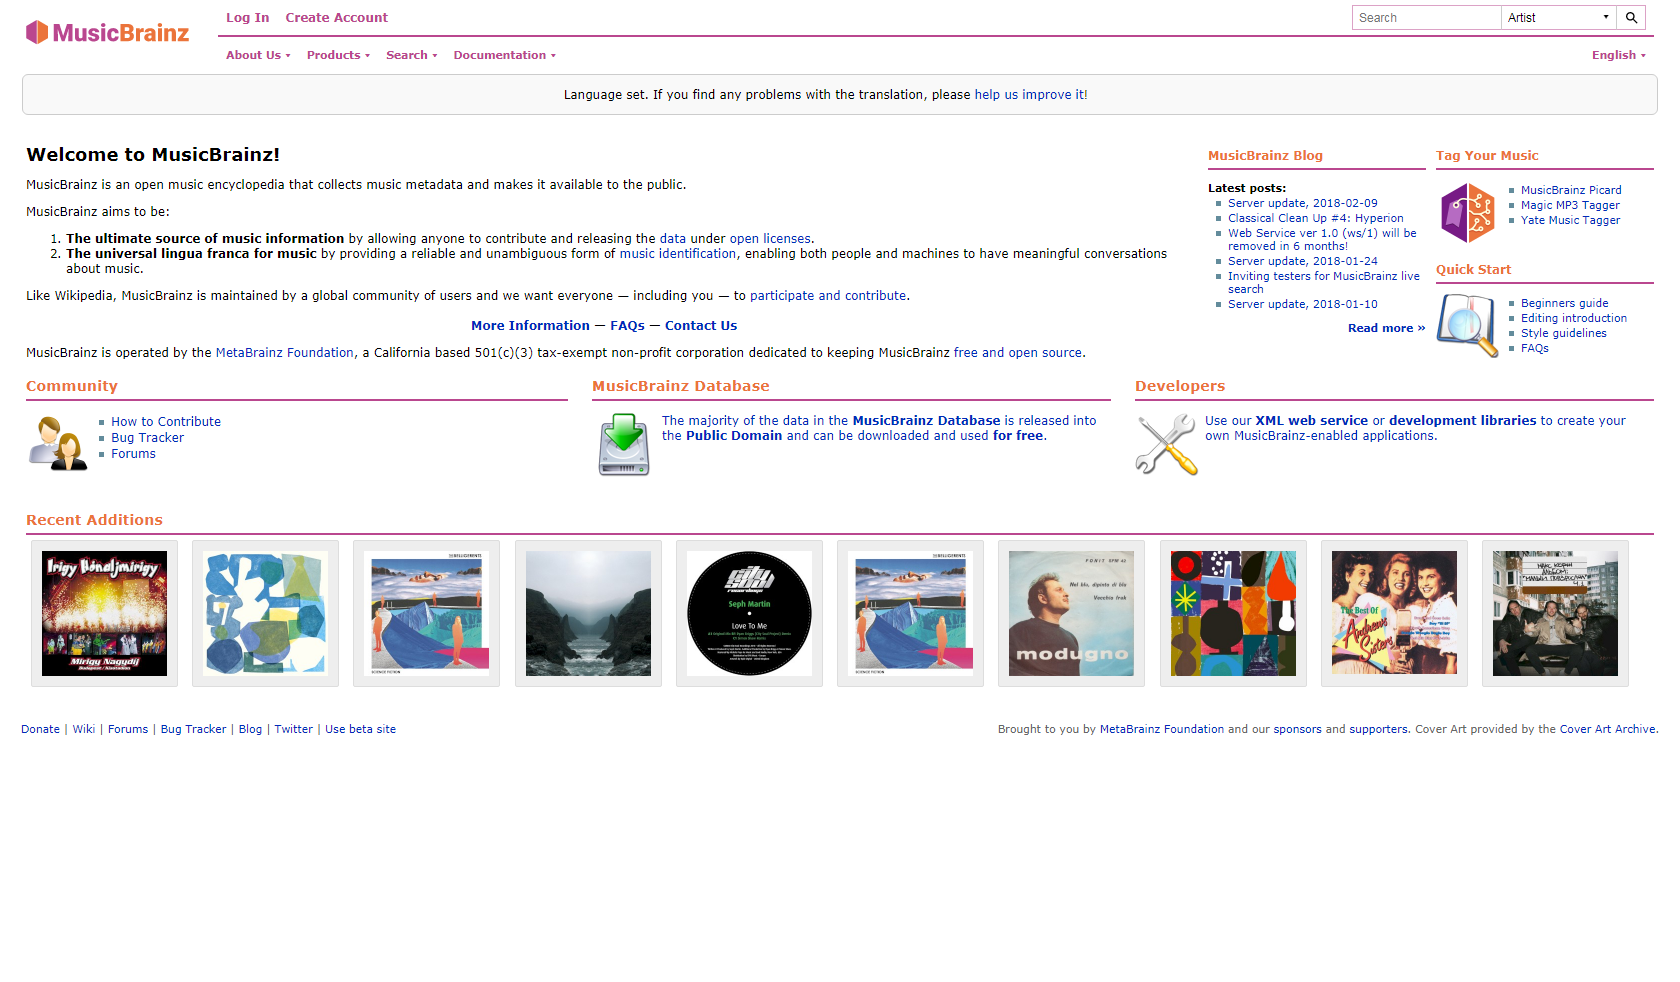 MusicBrainz
Log In Create Account
Search Artist
About Us Products Search Documentation English
Language set. If you find any problems with the translation, please help us improve it!
Welcome to MusicBrainz!
MusicBrainz is an open music encyclopedia that collects music metadata and makes it available to the public.
MusicBrainz aims to be:
1. The ultimate source of music information by allowing anyone to contribute and releasing the data under open licenses.
2. The universal lingua franca for music by providing a reliable and unambiguous form of music identification, enabling both people and machines to have meaningful conversations
about music.
Like Wikipedia, MusicBrainz is maintained by a global community of users and we want everyone — including you — to participate and contribute.
More Information — FAQs — Contact Us
MusicBrainz is operated by the MetaBrainz Foundation, a California based 501(c)(3) tax-exempt non-profit corporation dedicated to keeping MusicBrainz free and open source.
MusicBrainz Blog
Latest posts:
Server update, 2018-02-09
Classical Clean Up #4: Hyperion
Web Service ver 1.0 (ws/1) will be
removed in 6 months!
Server update, 2018-01-24
Inviting testers for MusicBrainz live
search
Server update, 2018-01-10
Read more »
Tag Your Music
MusicBrainz Picard
Magic MP3 Tagger
Yate Music Tagger
Quick Start
Beginners guide
Editing introduction
Style guidelines
FAQs
Community
How to Contribute
Bug Tracker
Forums
MusicBrainz Database
The majority of the data in the MusicBrainz Database is released into
the Public Domain and can be downloaded and used for free.
Developers
Use our XML web service or development libraries to create your
own MusicBrainz-enabled applications.
Recent Additions
Irigy Hónaljmirigy
Mirigy Nagydíj
BELLIGERENTS
SCIENCE FICTION
Seph Martin
Love To Me
BELLIGERENTS
SCIENCE FICTION
FONIT
Nel blu, dipinto di blu
Vecchio frak
modugno
The Best Of
Andrews
Sisters
Donate | Wiki | Forums | Bug Tracker | Blog | Twitter | Use beta site
Brought to you by MetaBrainz Foundation and our sponsors and supporters. Cover Art provided by the Cover Art Archive.